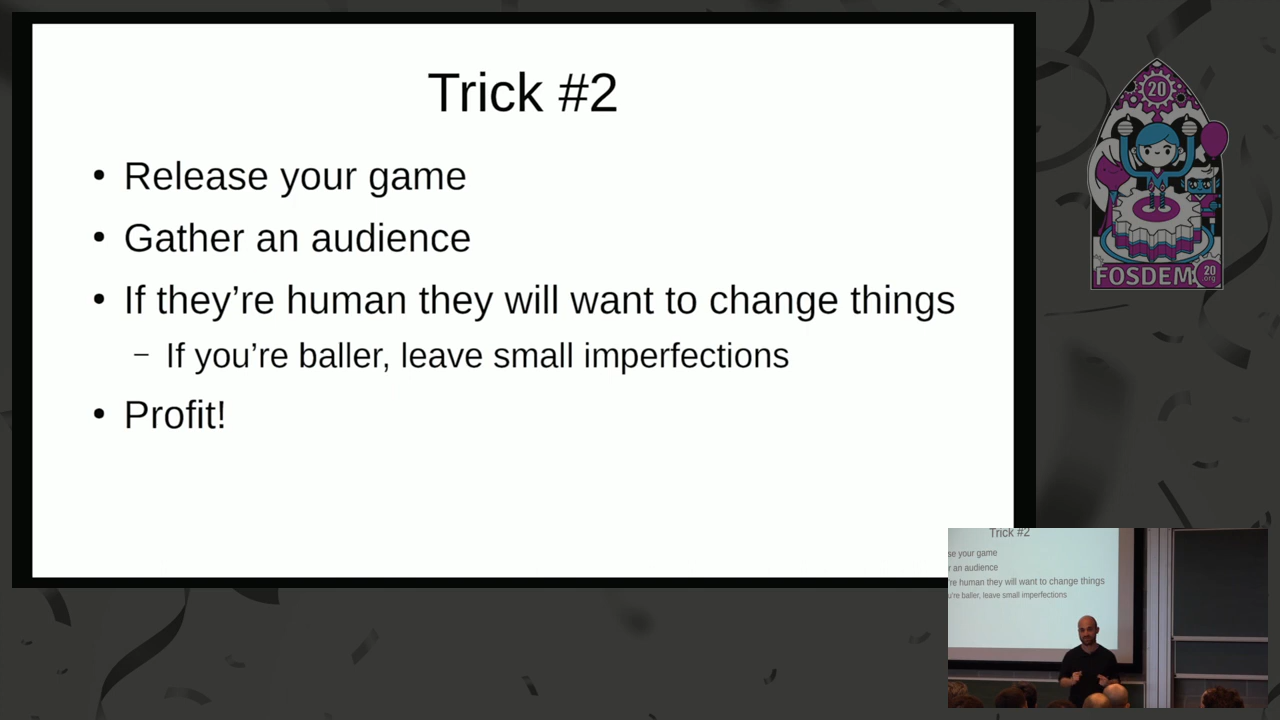 Trick #2
• Release your game
• Gather an audience
• If they're human they will want to change things
– If you're baller, leave small imperfections
• Profit!
20
FOSDEM
20
org
Trick #2
se your game
r an audience
're human they will want to change things
u're baller, leave small imperfections